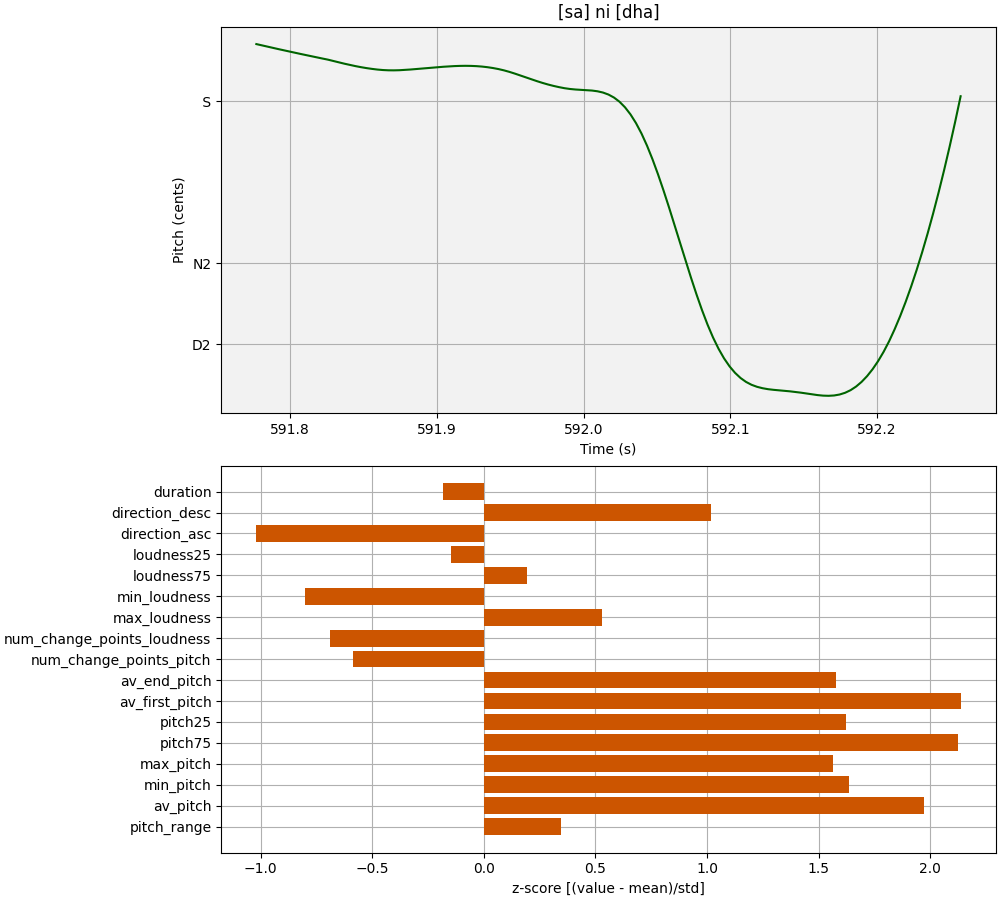 [sa] ni [dha]
S
N2
D2
Pitch (cents)
591.8 591.9 592.0 592.1 592.2
Time (s)
duration
direction_desc
direction_asc
loudness25
loudness75
min_loudness
max_loudness
num_change_points_loudness
num_change_points_pitch
av_end_pitch
av_first_pitch
pitch25
pitch75
max_pitch
min_pitch
av_pitch
pitch_range
−1.0 −0.5 0.0 0.5 1.0 1.5 2.0
z-score [(value - mean)/std]